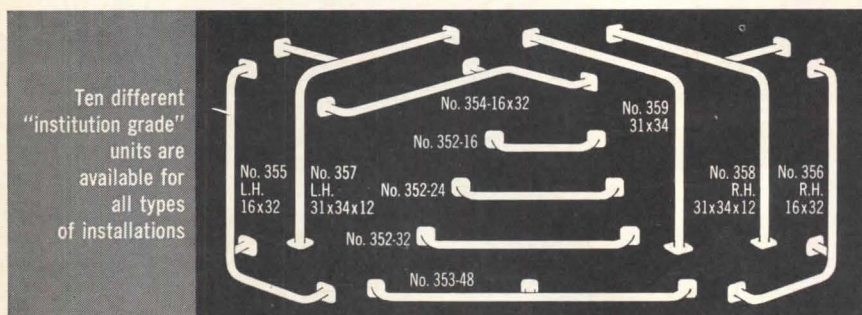 Ten different
"institution grade"
units are
available for
all types
of installations
No. 354-16x32
No. 359
31x34
No. 352-16
No. 355
L.H.
16x32
No. 357
L.H.
31x34x12
No. 352-24
No. 358
R.H.
31x34x12
No. 356
R.H.
16x32
No. 352-32
No. 353-48